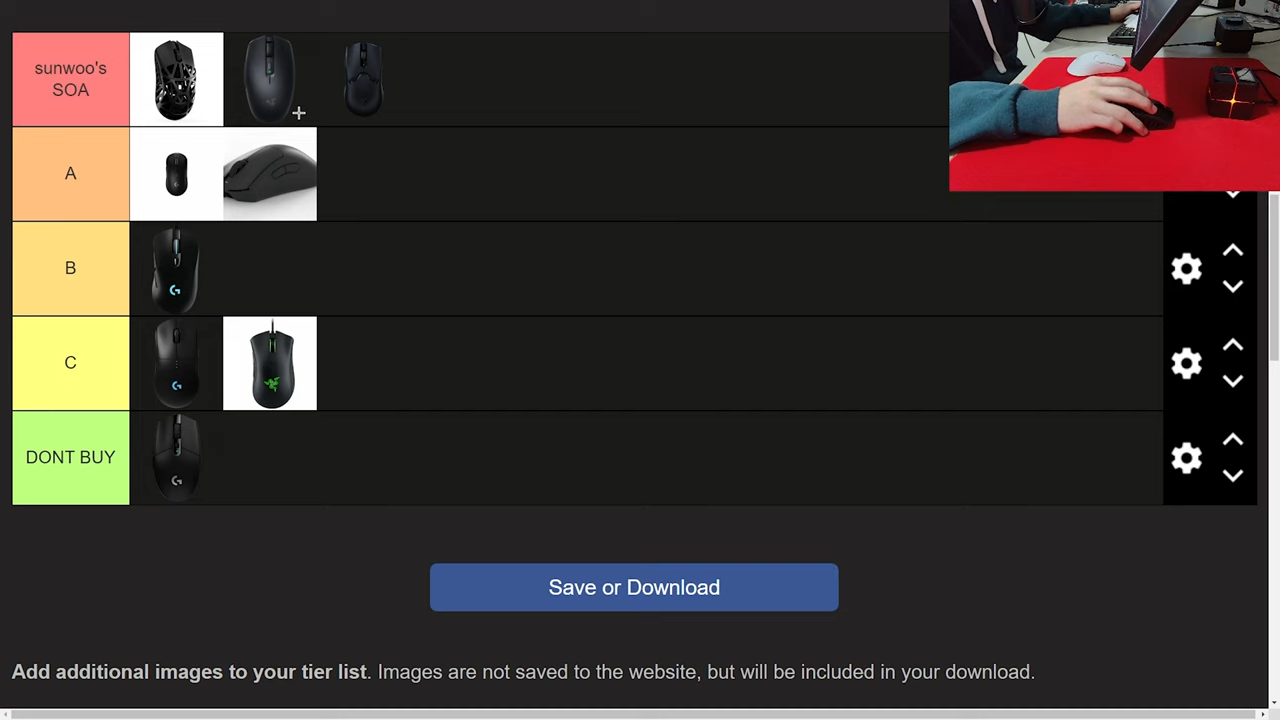 sunwoo's
SOA
A
B
C
DONT BUY
Save or Download
Add additional images to your tier list. Images are not saved to the website, but will be included in your download.